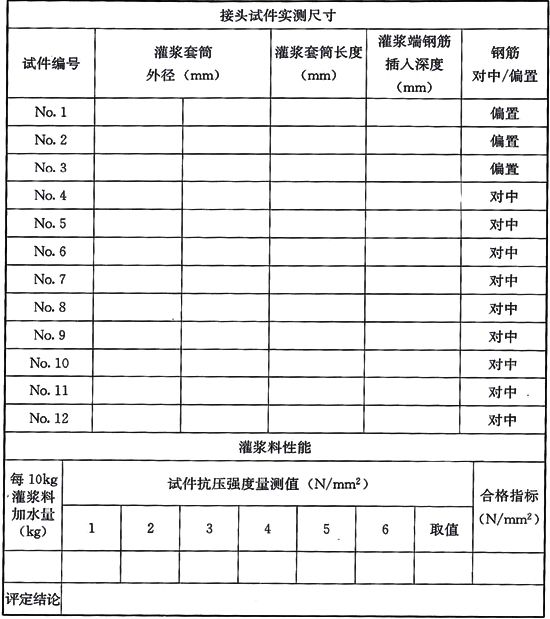 接头试件实测尺寸
试件编号
灌浆套筒
外径（mm）
灌浆套筒长度
（mm）
灌浆端钢筋
插入深度
（mm）
钢筋
对中/偏置
No. 1 偏置
No. 2 偏置
No. 3 偏置
No. 4 对中
No. 5 对中
No. 6 对中
No. 7 对中
No. 8 对中
No. 9 对中
No. 10 对中
No. 11 对中
No. 12 对中
灌浆料性能
每 10kg
灌浆料
加水量
（kg）
试件抗压强度量测值（N/mm²）
1 2 3 4 5 6 取值
合格指标
（N/mm²）
评定结论